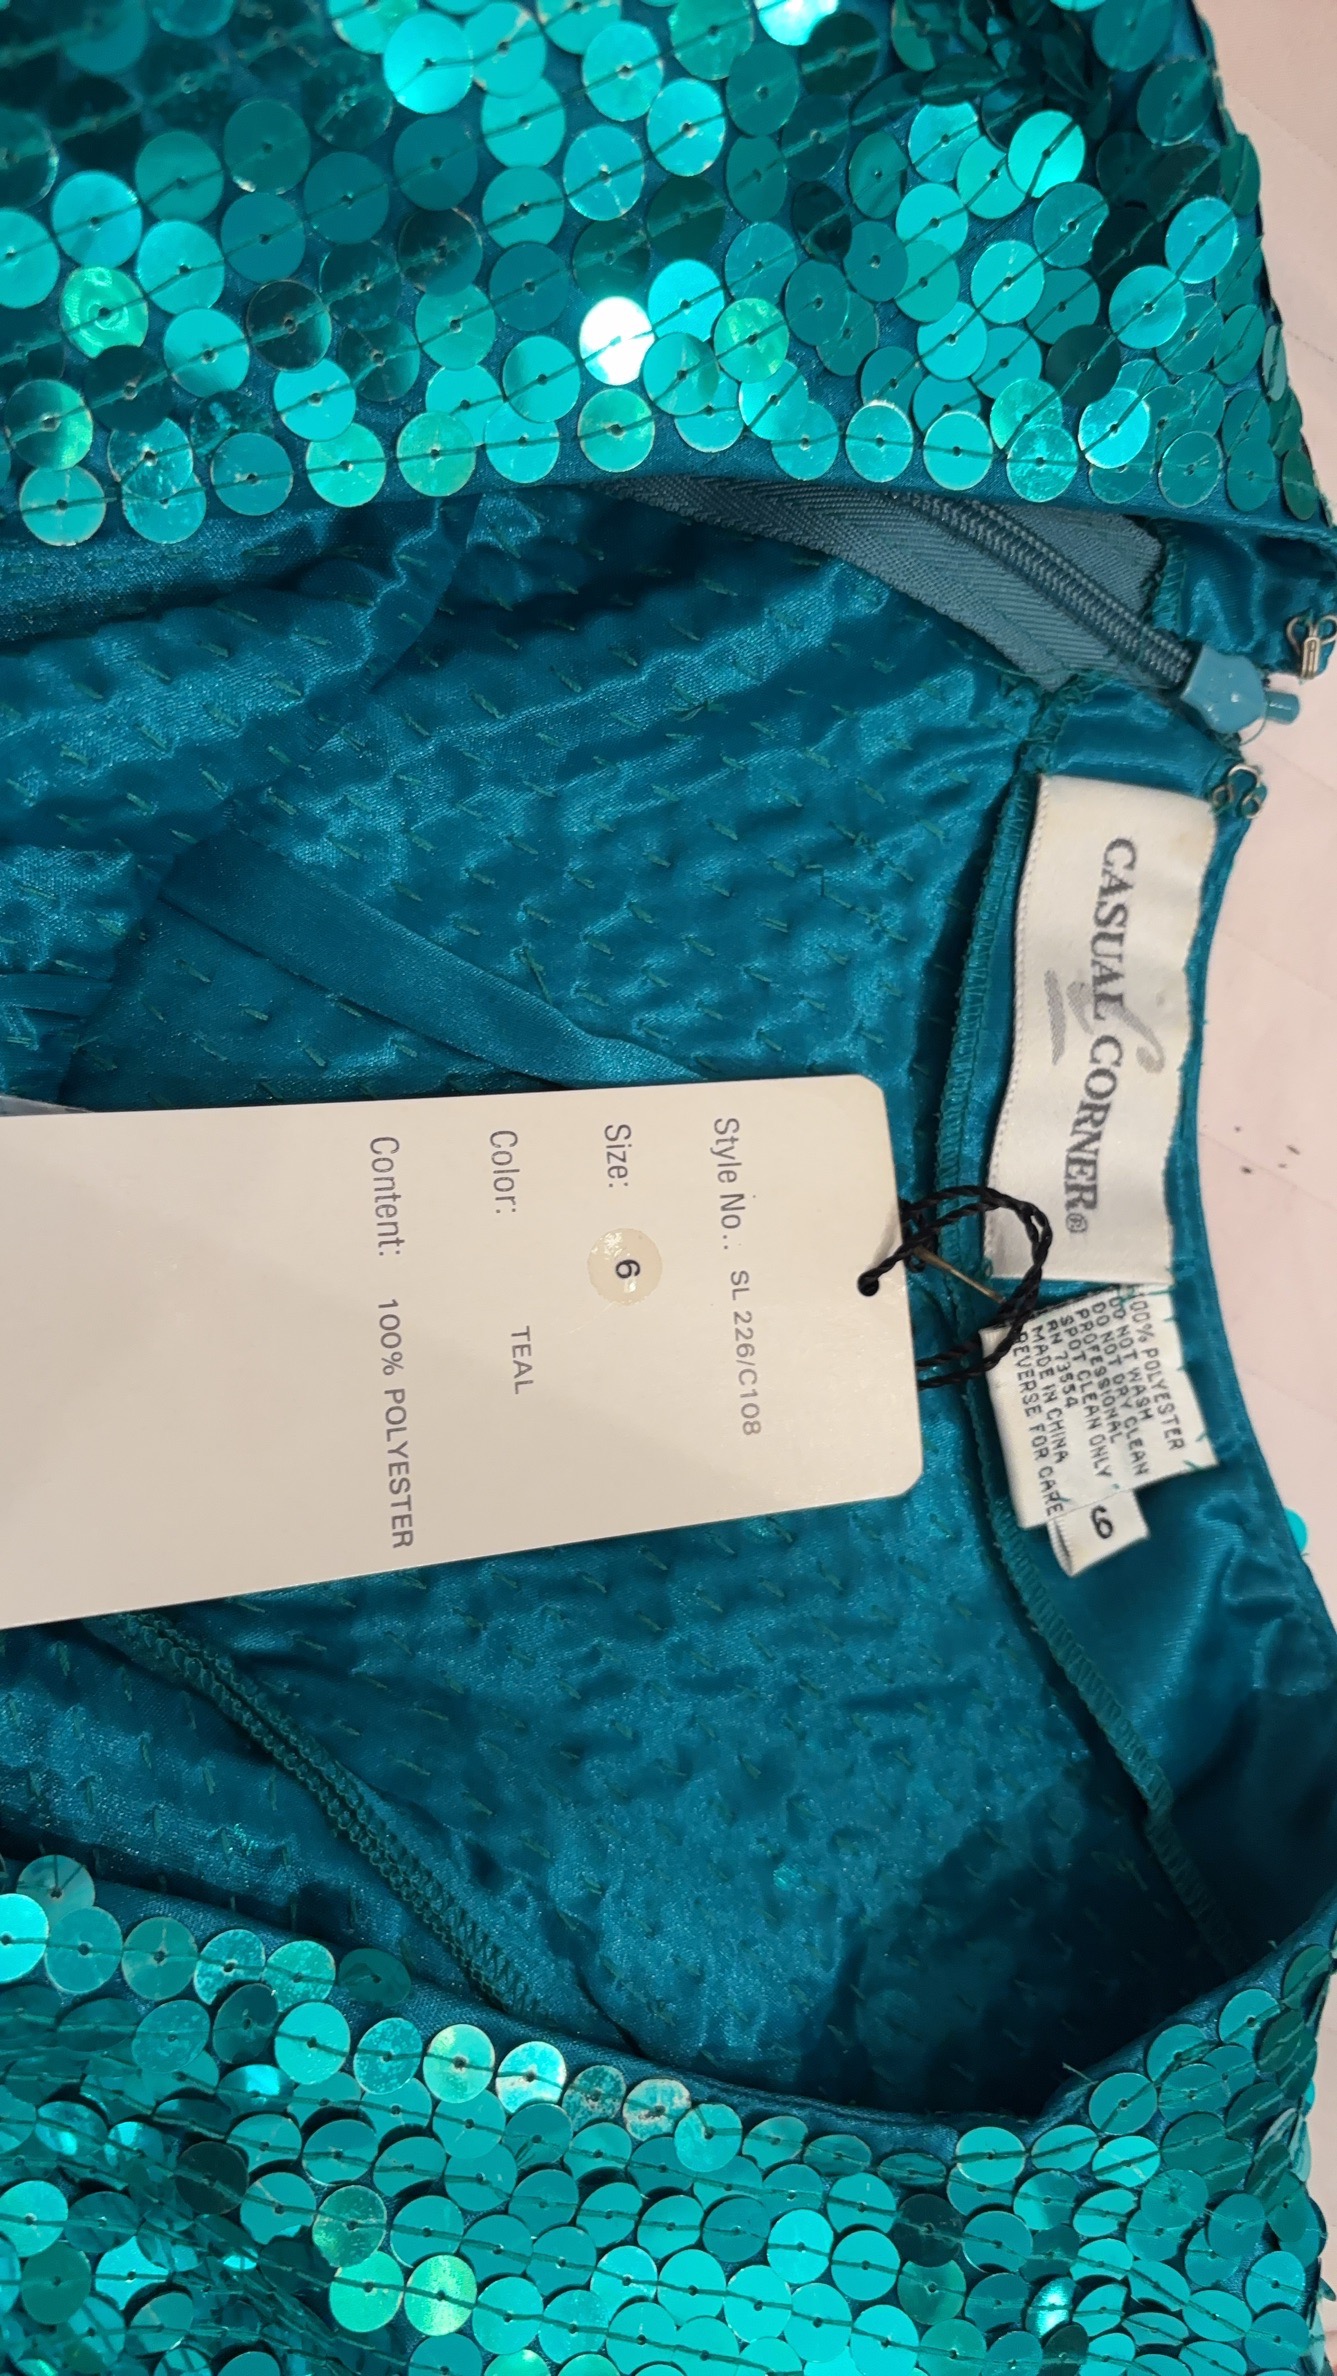 CASUAL CORNER®
100% POLYESTER
DO NOT WASH
DO NOT DRY CLEAN
PROFESSIONAL
SPOT CLEAN ONLY
RN 73554
MADE IN CHINA
REVERSE FOR CARE
6
Style No.: SL 226/C108
Size: 6
Color: TEAL
Content: 100% POLYESTER